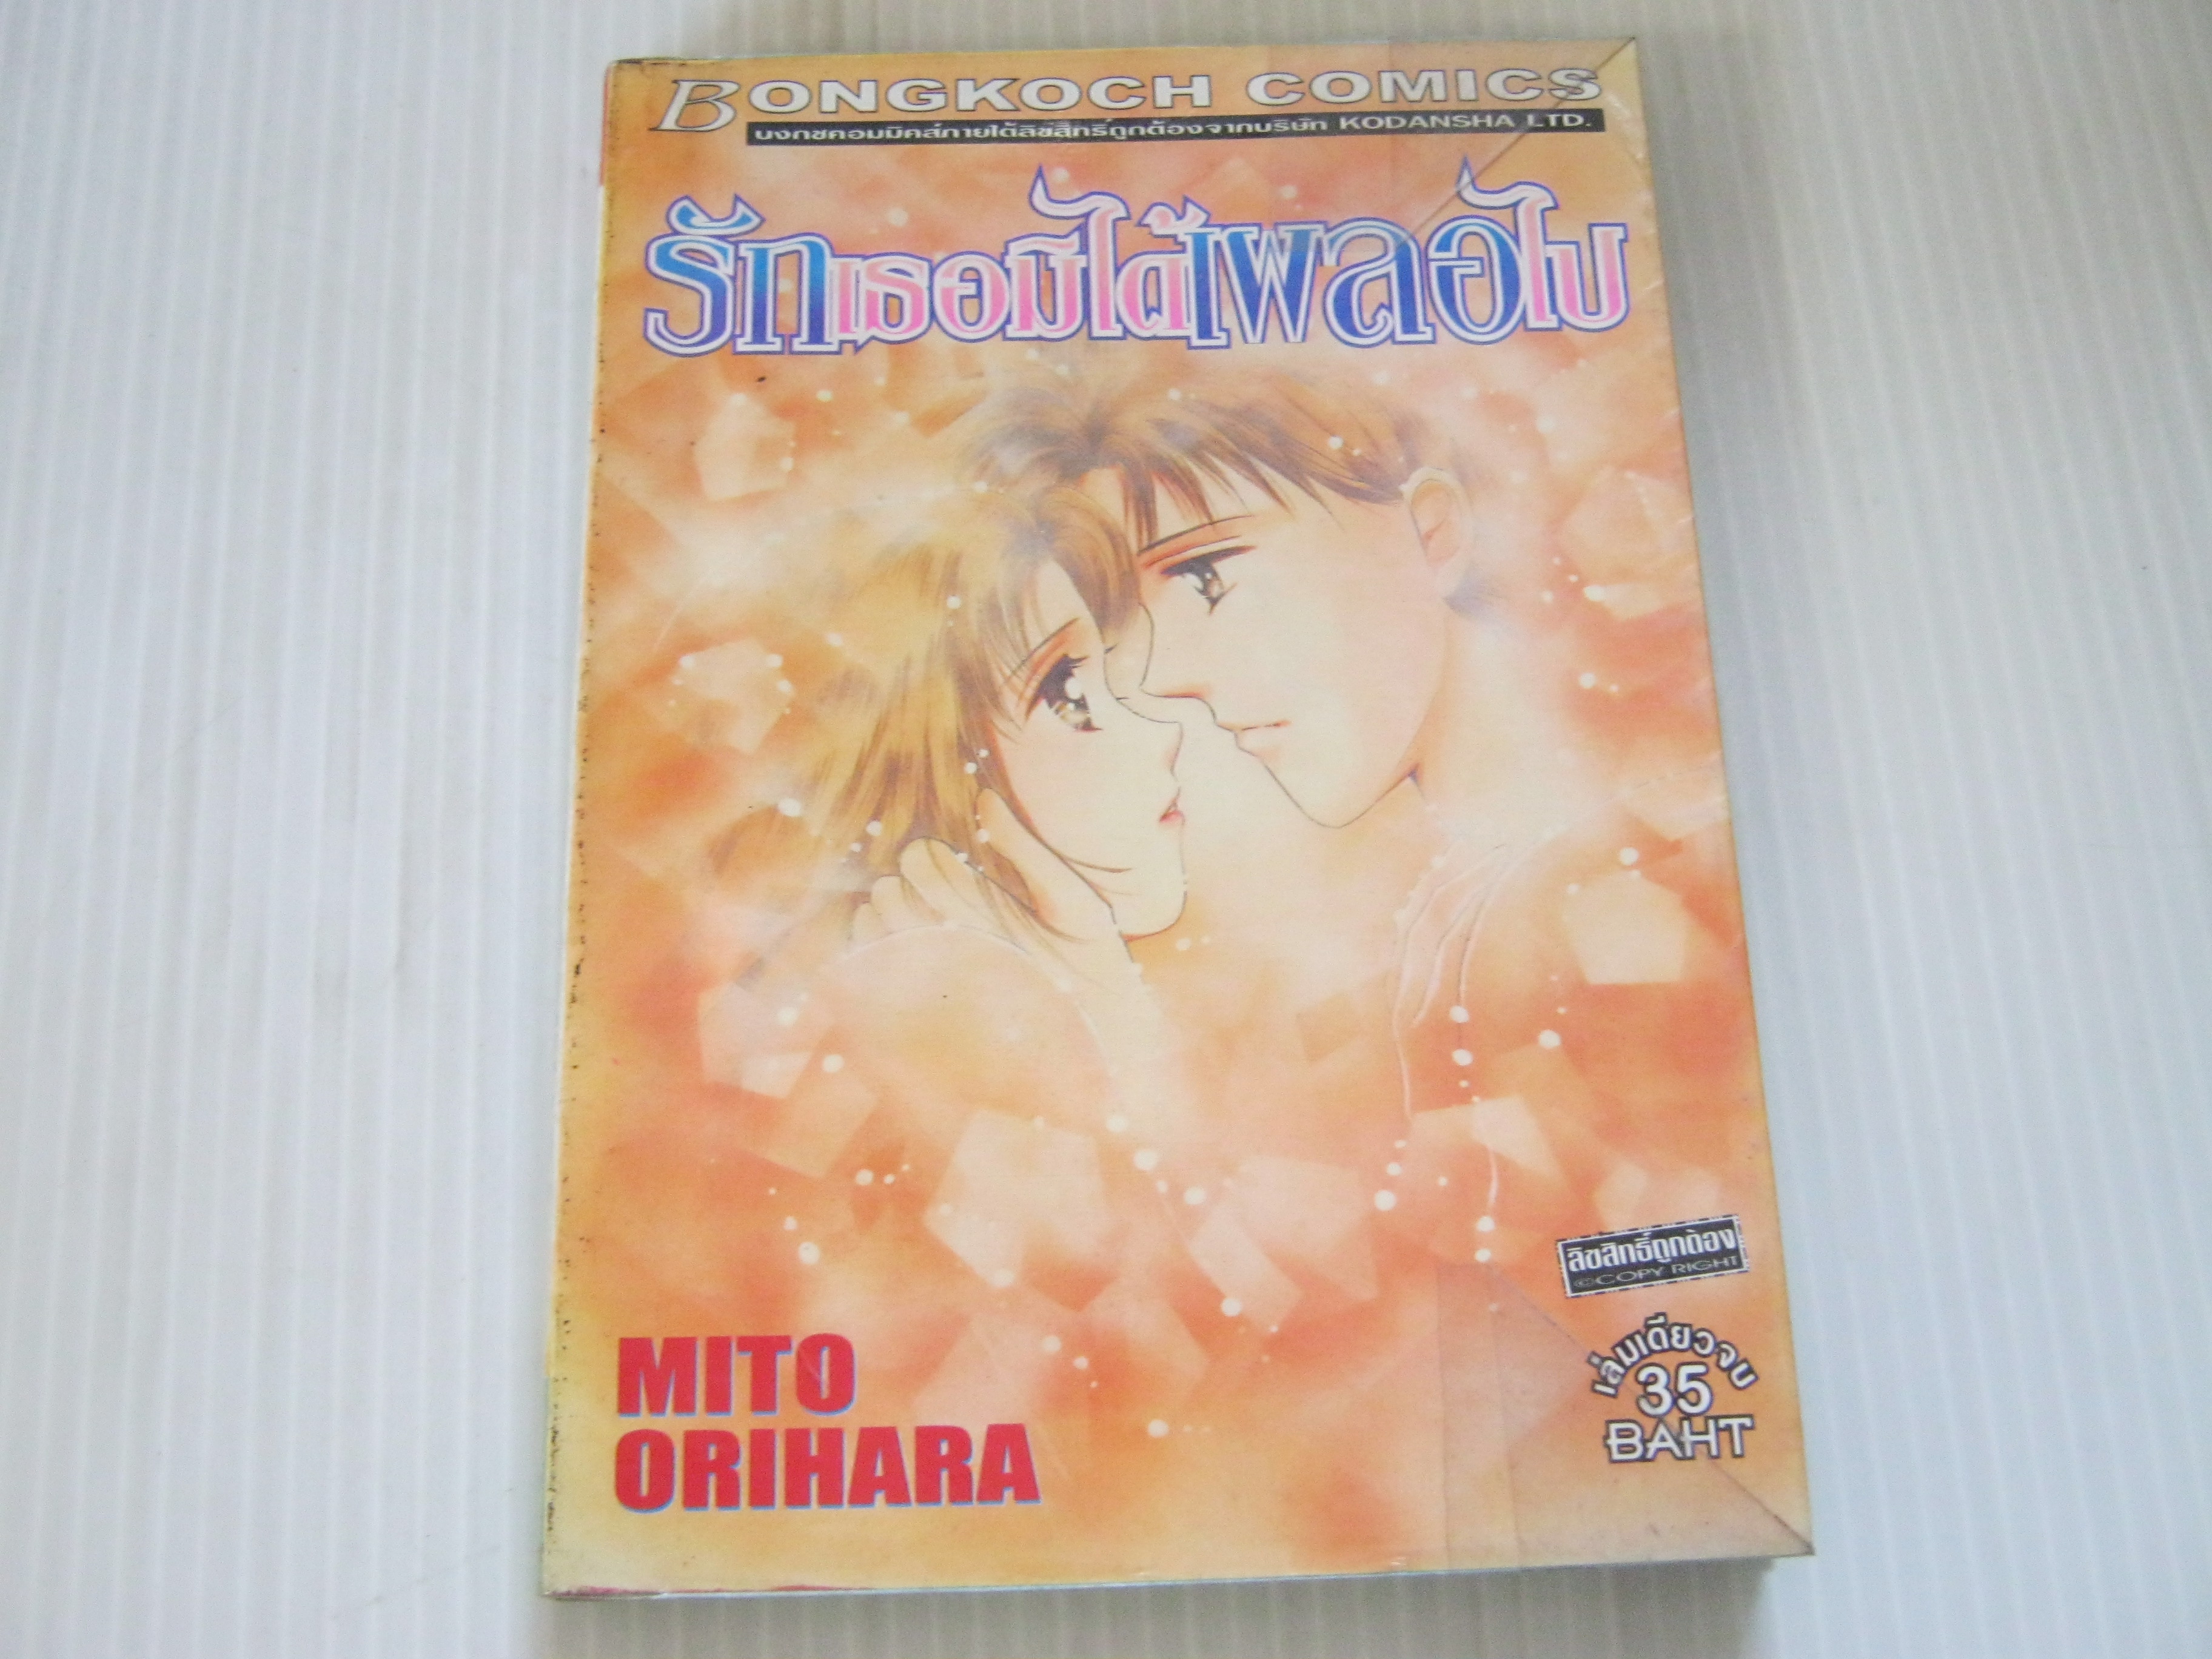 BONGKOCH COMICS
บงกชคอมมิคส์ภายใต้ลิขสิทธิ์ถูกต้องจากบริษัท KODANSHA LTD.
รักเธอมิได้เผลอไป
ลิขสิทธิ์ถูกต้อง
©COPY RIGHT
เล่มเดียวจบ
35
BAHT
MITO
ORIHARA